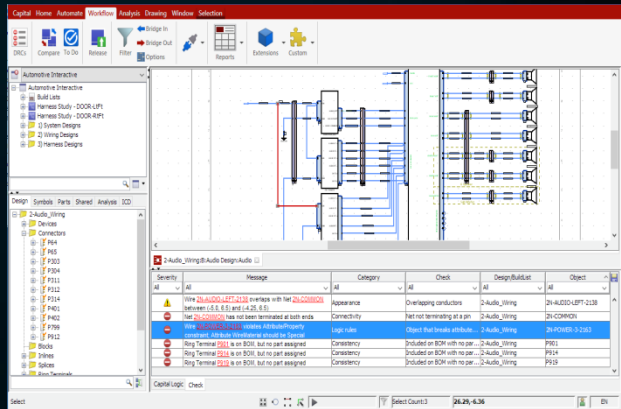 Capital Home Automate Workflow Analysis Drawing Window Selection
DRCs
Compare
To Do
Release
Filter
Bridge In
Bridge Out
Options
Reports
Extensions
Custom
Automotive Interactive
Automotive Interactive
Build Lists
Harness Study - DOOR-LtFt
Harness Study - DOOR-RtFt
1) System Designs
2) Wiring Designs
3) Harness Designs
Design Symbols Parts Shared Analysis ICD
2-Audio_Wiring
Devices
Connectors
P64
P65
P303
P304
P311
P312
P314
P401
P402
P796
P912
Blocks
Inlines
Splices
Ring Terminals
2-Audio_Wiring:B:Audio Design:Audio
Severity Message Category Check Design/BuildList Object
All All All All All All
Wire 2N-AUDIO-LEFT-2138 overlaps with Net 2N-COMMON
between (-5.0, 6.5) and (-4.25, 6.5)
Appearance Overlapping conductors 2-Audio_Wiring 2N-AUDIO-LEFT-2138
Net 2N-COMMON has not been terminated at both ends Connectivity Net not terminating at a pin 2-Audio_Wiring 2N-COMMON
Wire 2N-POWER-3-2163 violates Attribute/Property
constraint, Attribute WireMaterial should be Special
Logic rules Object that breaks attribute... 2-Audio_Wiring 2N-POWER-3-2163
Ring Terminal P901 is on BOM, but no part assigned Consistency Included on BOM with no par... 2-Audio_Wiring P901
Ring Terminal P914 is on BOM, but no part assigned Consistency Included on BOM with no par... 2-Audio_Wiring P914
Ring Terminal P919 is on BOM, but no part assigned Consistency Included on BOM with no par... 2-Audio_Wiring P919
Capital Logic Check
Select
Select Count:3
26.29,-6.36
EN